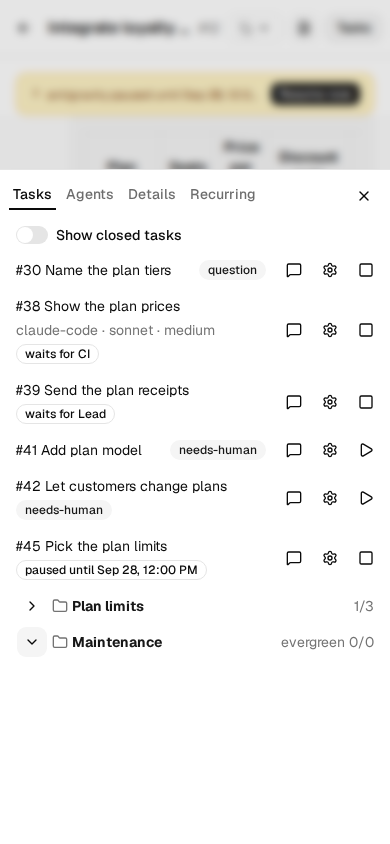 Tasks
Tasks Agents Details Recurring
Show closed tasks
#30 Name the plan tiers question
#38 Show the plan prices
claude-code · sonnet · medium
waits for CI
#39 Send the plan receipts
waits for Lead
#41 Add plan model needs-human
#42 Let customers change plans
needs-human
#45 Pick the plan limits
paused until Sep 28, 12:00 PM
Plan limits 1/3
Maintenance evergreen 0/0